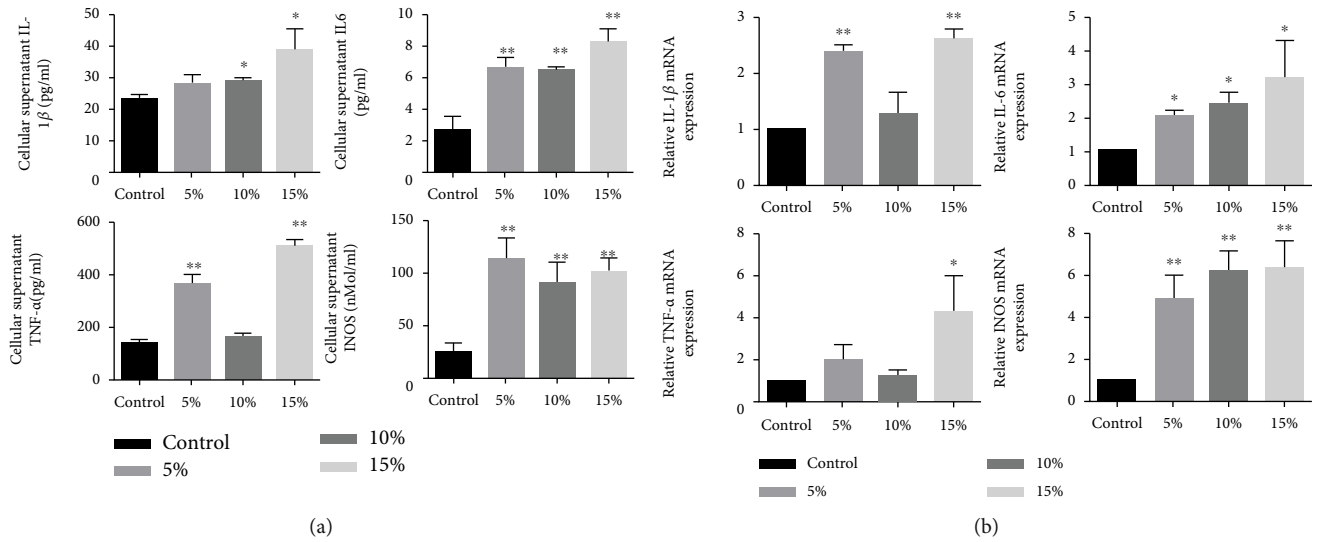 Cellular supernatant IL-
1β (pg/ml)
50
40
30
20
10
0
*
*
Control 5% 10% 15%
Cellular supernatant IL6
(pg/ml)
10
8
6
4
2
0
**
**
**
Control 5% 10% 15%
Cellular supernatant
TNF-α(pg/ml)
600
400
200
0
**
**
Control 5% 10% 15%
Cellular supernatant
INOS (nMol/ml)
150
100
50
0
**
**
**
Control 5% 10% 15%
Control
5%
10%
15%
(a)
Relative IL-1β mRNA
expression
3
2
1
0
**
**
Control 5% 10% 15%
Relative IL-6 mRNA
expression
5
4
3
2
1
0
*
*
*
Control 5% 10% 15%
Relative TNF-α mRNA
expression
8
6
4
2
0
*
Control 5% 10% 15%
Relative INOS mRNA
expression
8
6
4
2
0
**
**
**
Control 5% 10% 15%
Control
5%
10%
15%
(b)